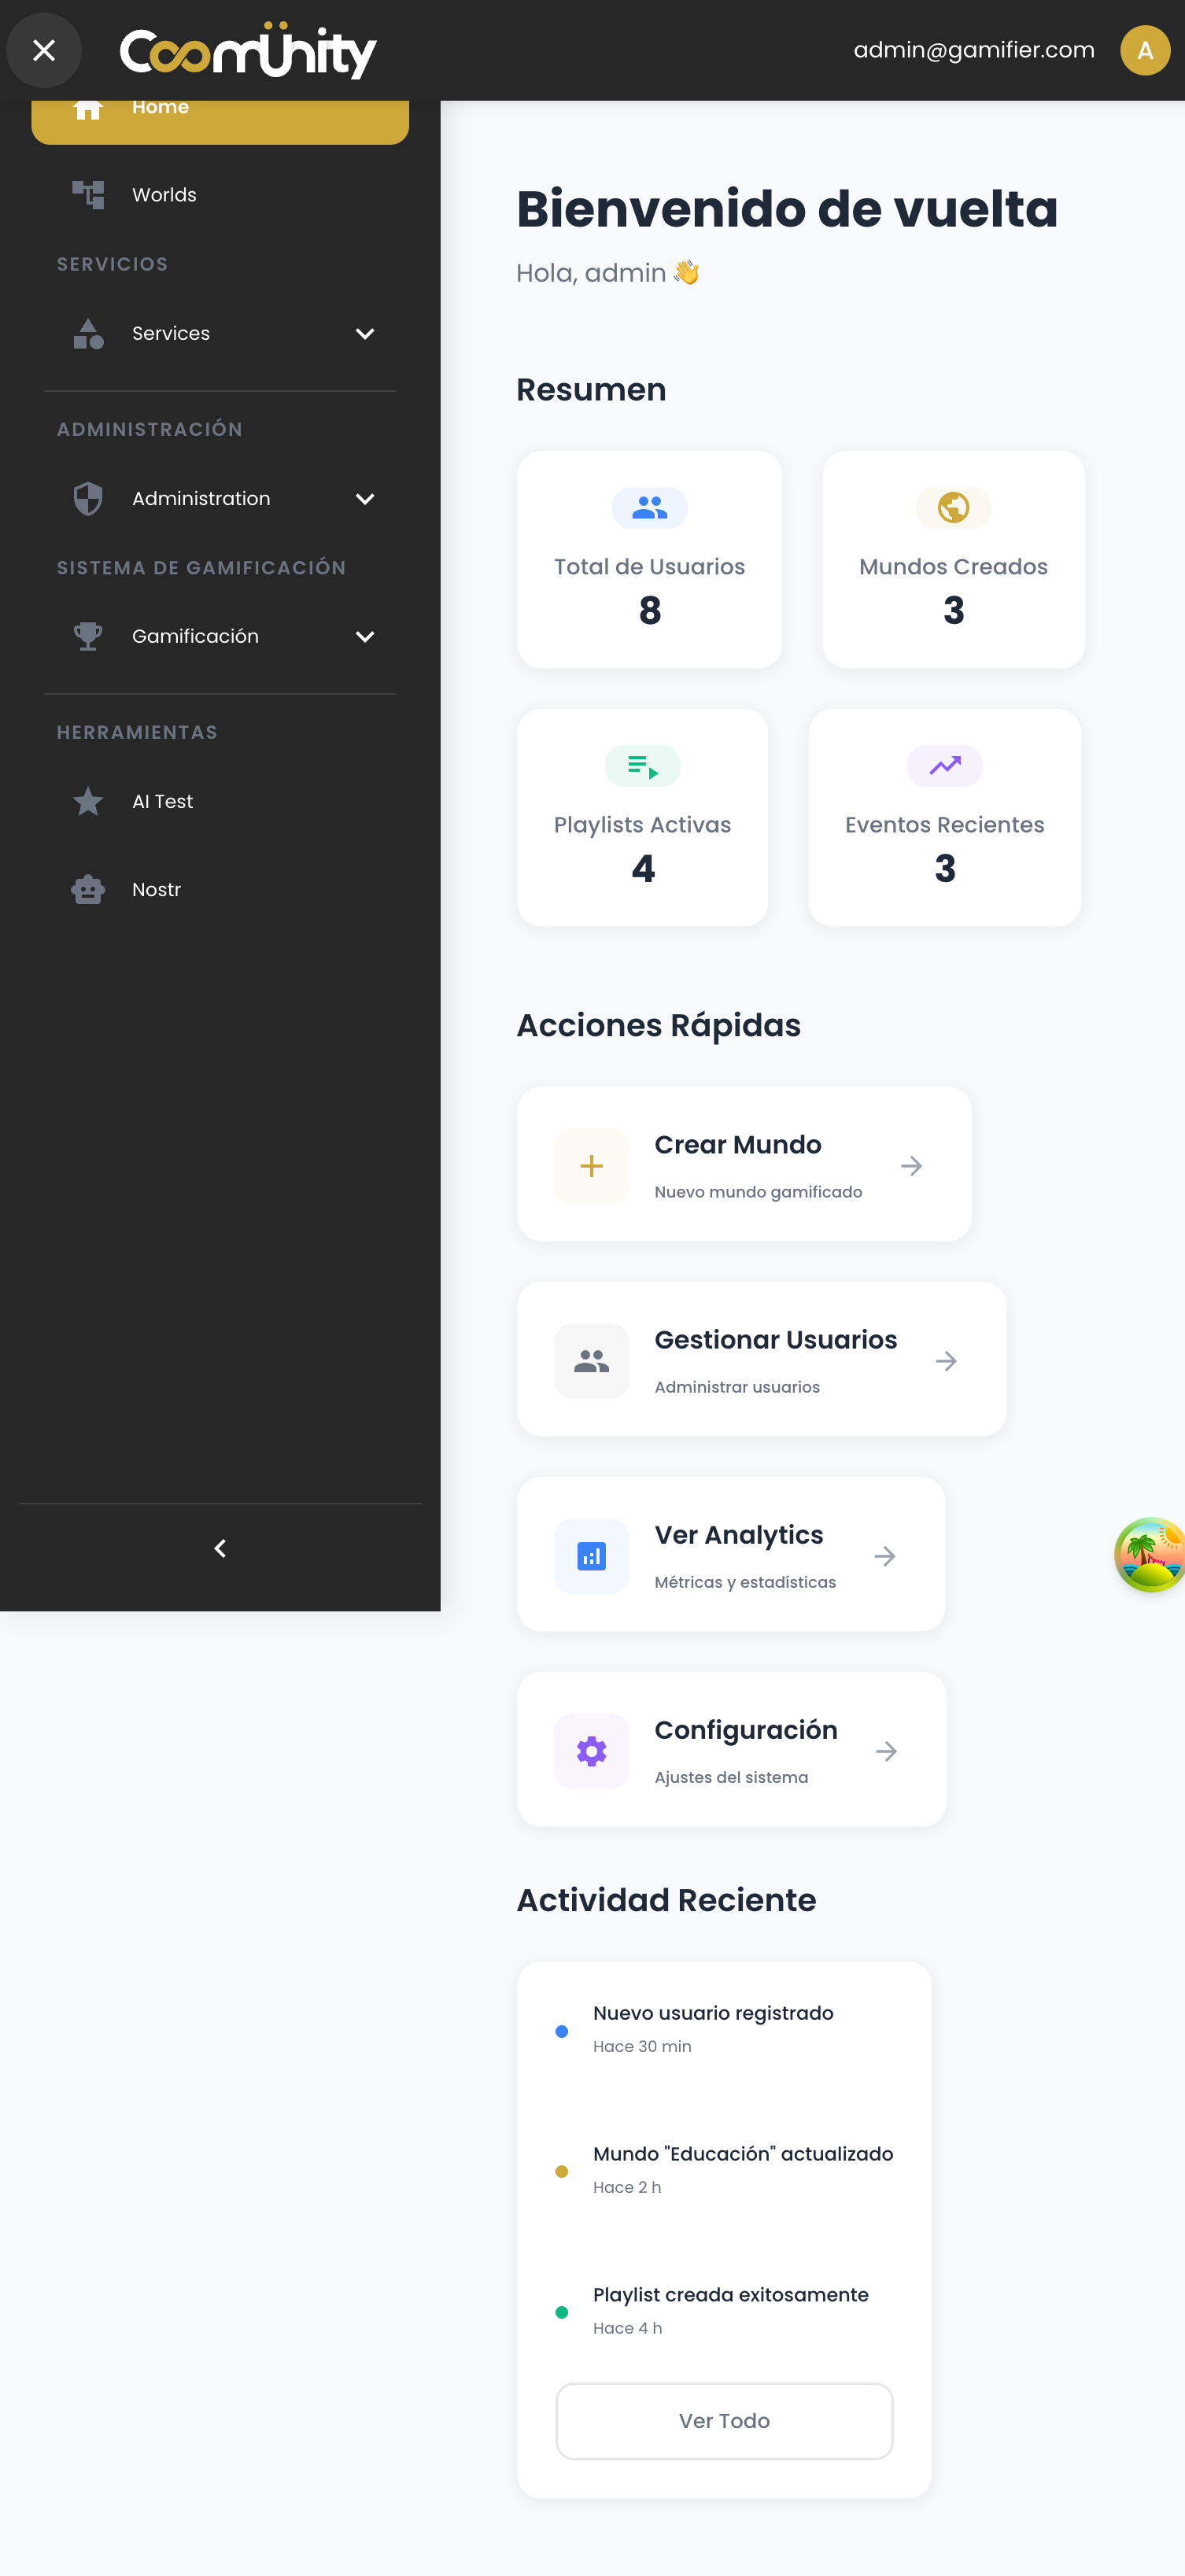 Coomünity
admin@gamifier.com
A
Home
Worlds
SERVICIOS
Services
ADMINISTRACIÓN
Administration
SISTEMA DE GAMIFICACIÓN
Gamificación
HERRAMIENTAS
AI Test
Nostr
Bienvenido de vuelta
Hola, admin 👋
Resumen
Total de Usuarios
8
Mundos Creados
3
Playlists Activas
4
Eventos Recientes
3
Acciones Rápidas
Crear Mundo
Nuevo mundo gamificado
Gestionar Usuarios
Administrar usuarios
Ver Analytics
Métricas y estadísticas
Configuración
Ajustes del sistema
Actividad Reciente
Nuevo usuario registrado
Hace 30 min
Mundo "Educación" actualizado
Hace 2 h
Playlist creada exitosamente
Hace 4 h
Ver Todo